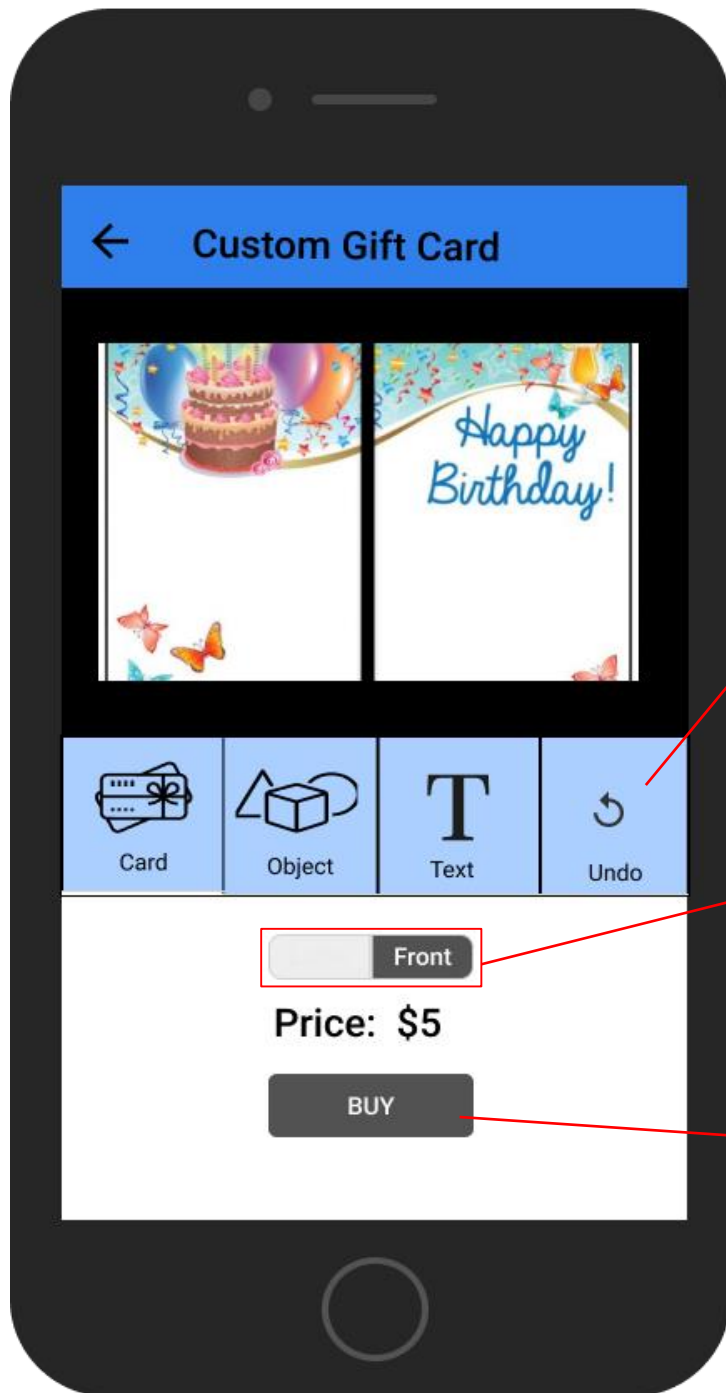 Custom Gift Card
Happy
Birthday!
Card
Object
Text
Undo
Front
Price: $5
BUY